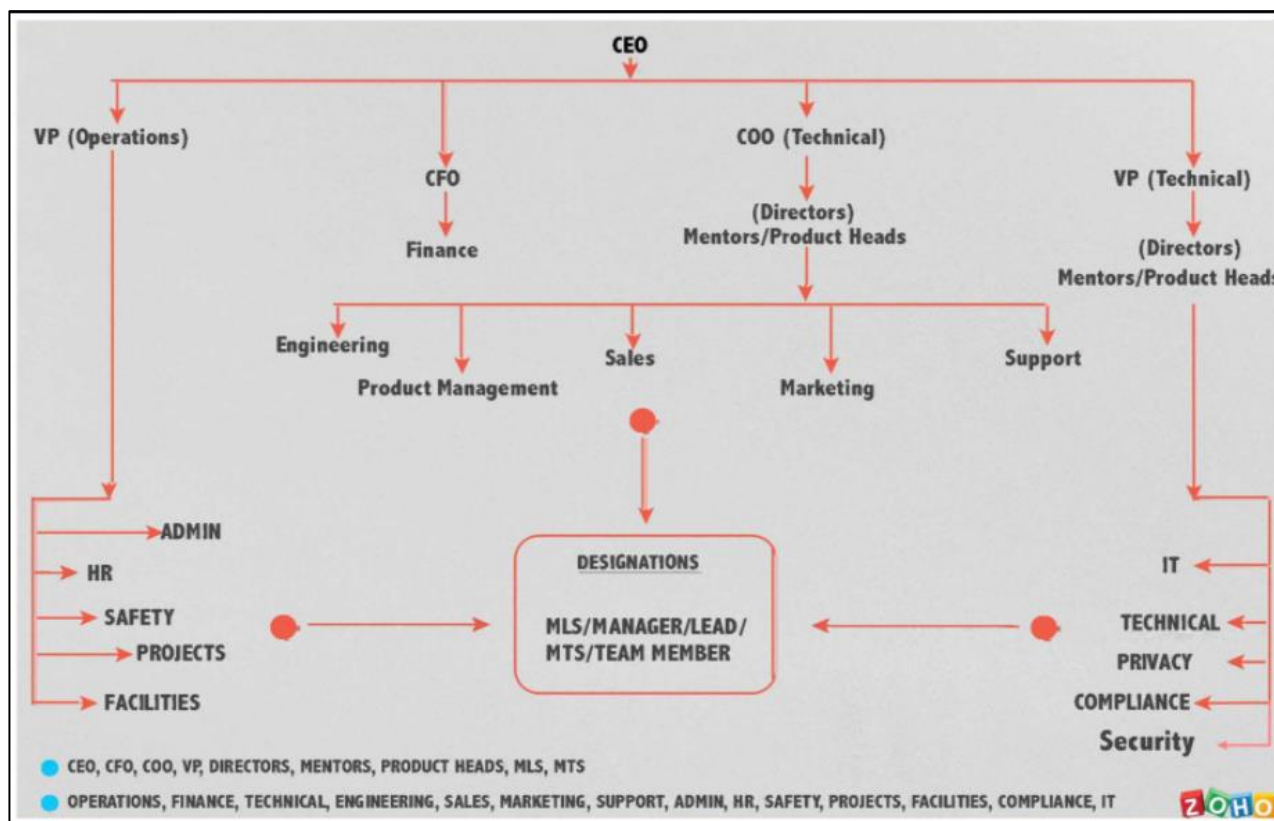 CEO
VP (Operations)
CFO
COO (Technical)
VP (Technical)
Finance
(Directors)
Mentors/Product Heads
(Directors)
Mentors/Product Heads
Engineering
Product Management
Sales
Marketing
Support
ADMIN
HR
SAFETY
PROJECTS
FACILITIES
DESIGNATIONS
MLS/MANAGER/LEAD/
MTS/TEAM MEMBER
IT
TECHNICAL
PRIVACY
COMPLIANCE
Security
CEO, CFO, COO, VP, DIRECTORS, MENTORS, PRODUCT HEADS, MLS, MTS
OPERATIONS, FINANCE, TECHNICAL, ENGINEERING, SALES, MARKETING, SUPPORT, ADMIN, HR, SAFETY, PROJECTS, FACILITIES, COMPLIANCE, IT
ZOHO